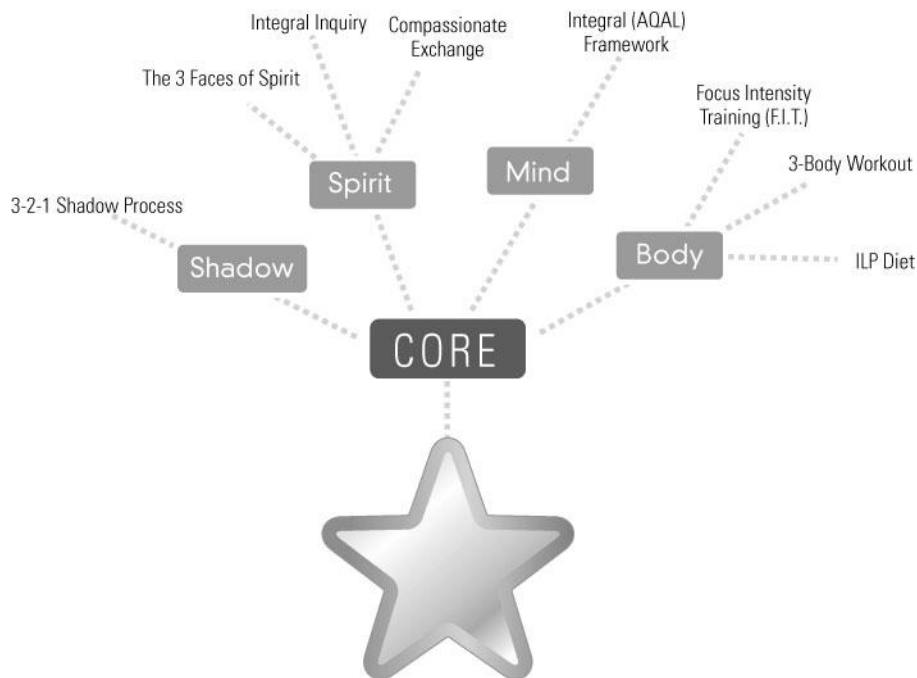 Integral Inquiry
Compassionate
Exchange
Integral (AQAL)
Framework
The 3 Faces of Spirit
Focus Intensity
Training (F.I.T.)
Spirit
Mind
3-Body Workout
3-2-1 Shadow Process
Shadow
Body
ILP Diet
CORE